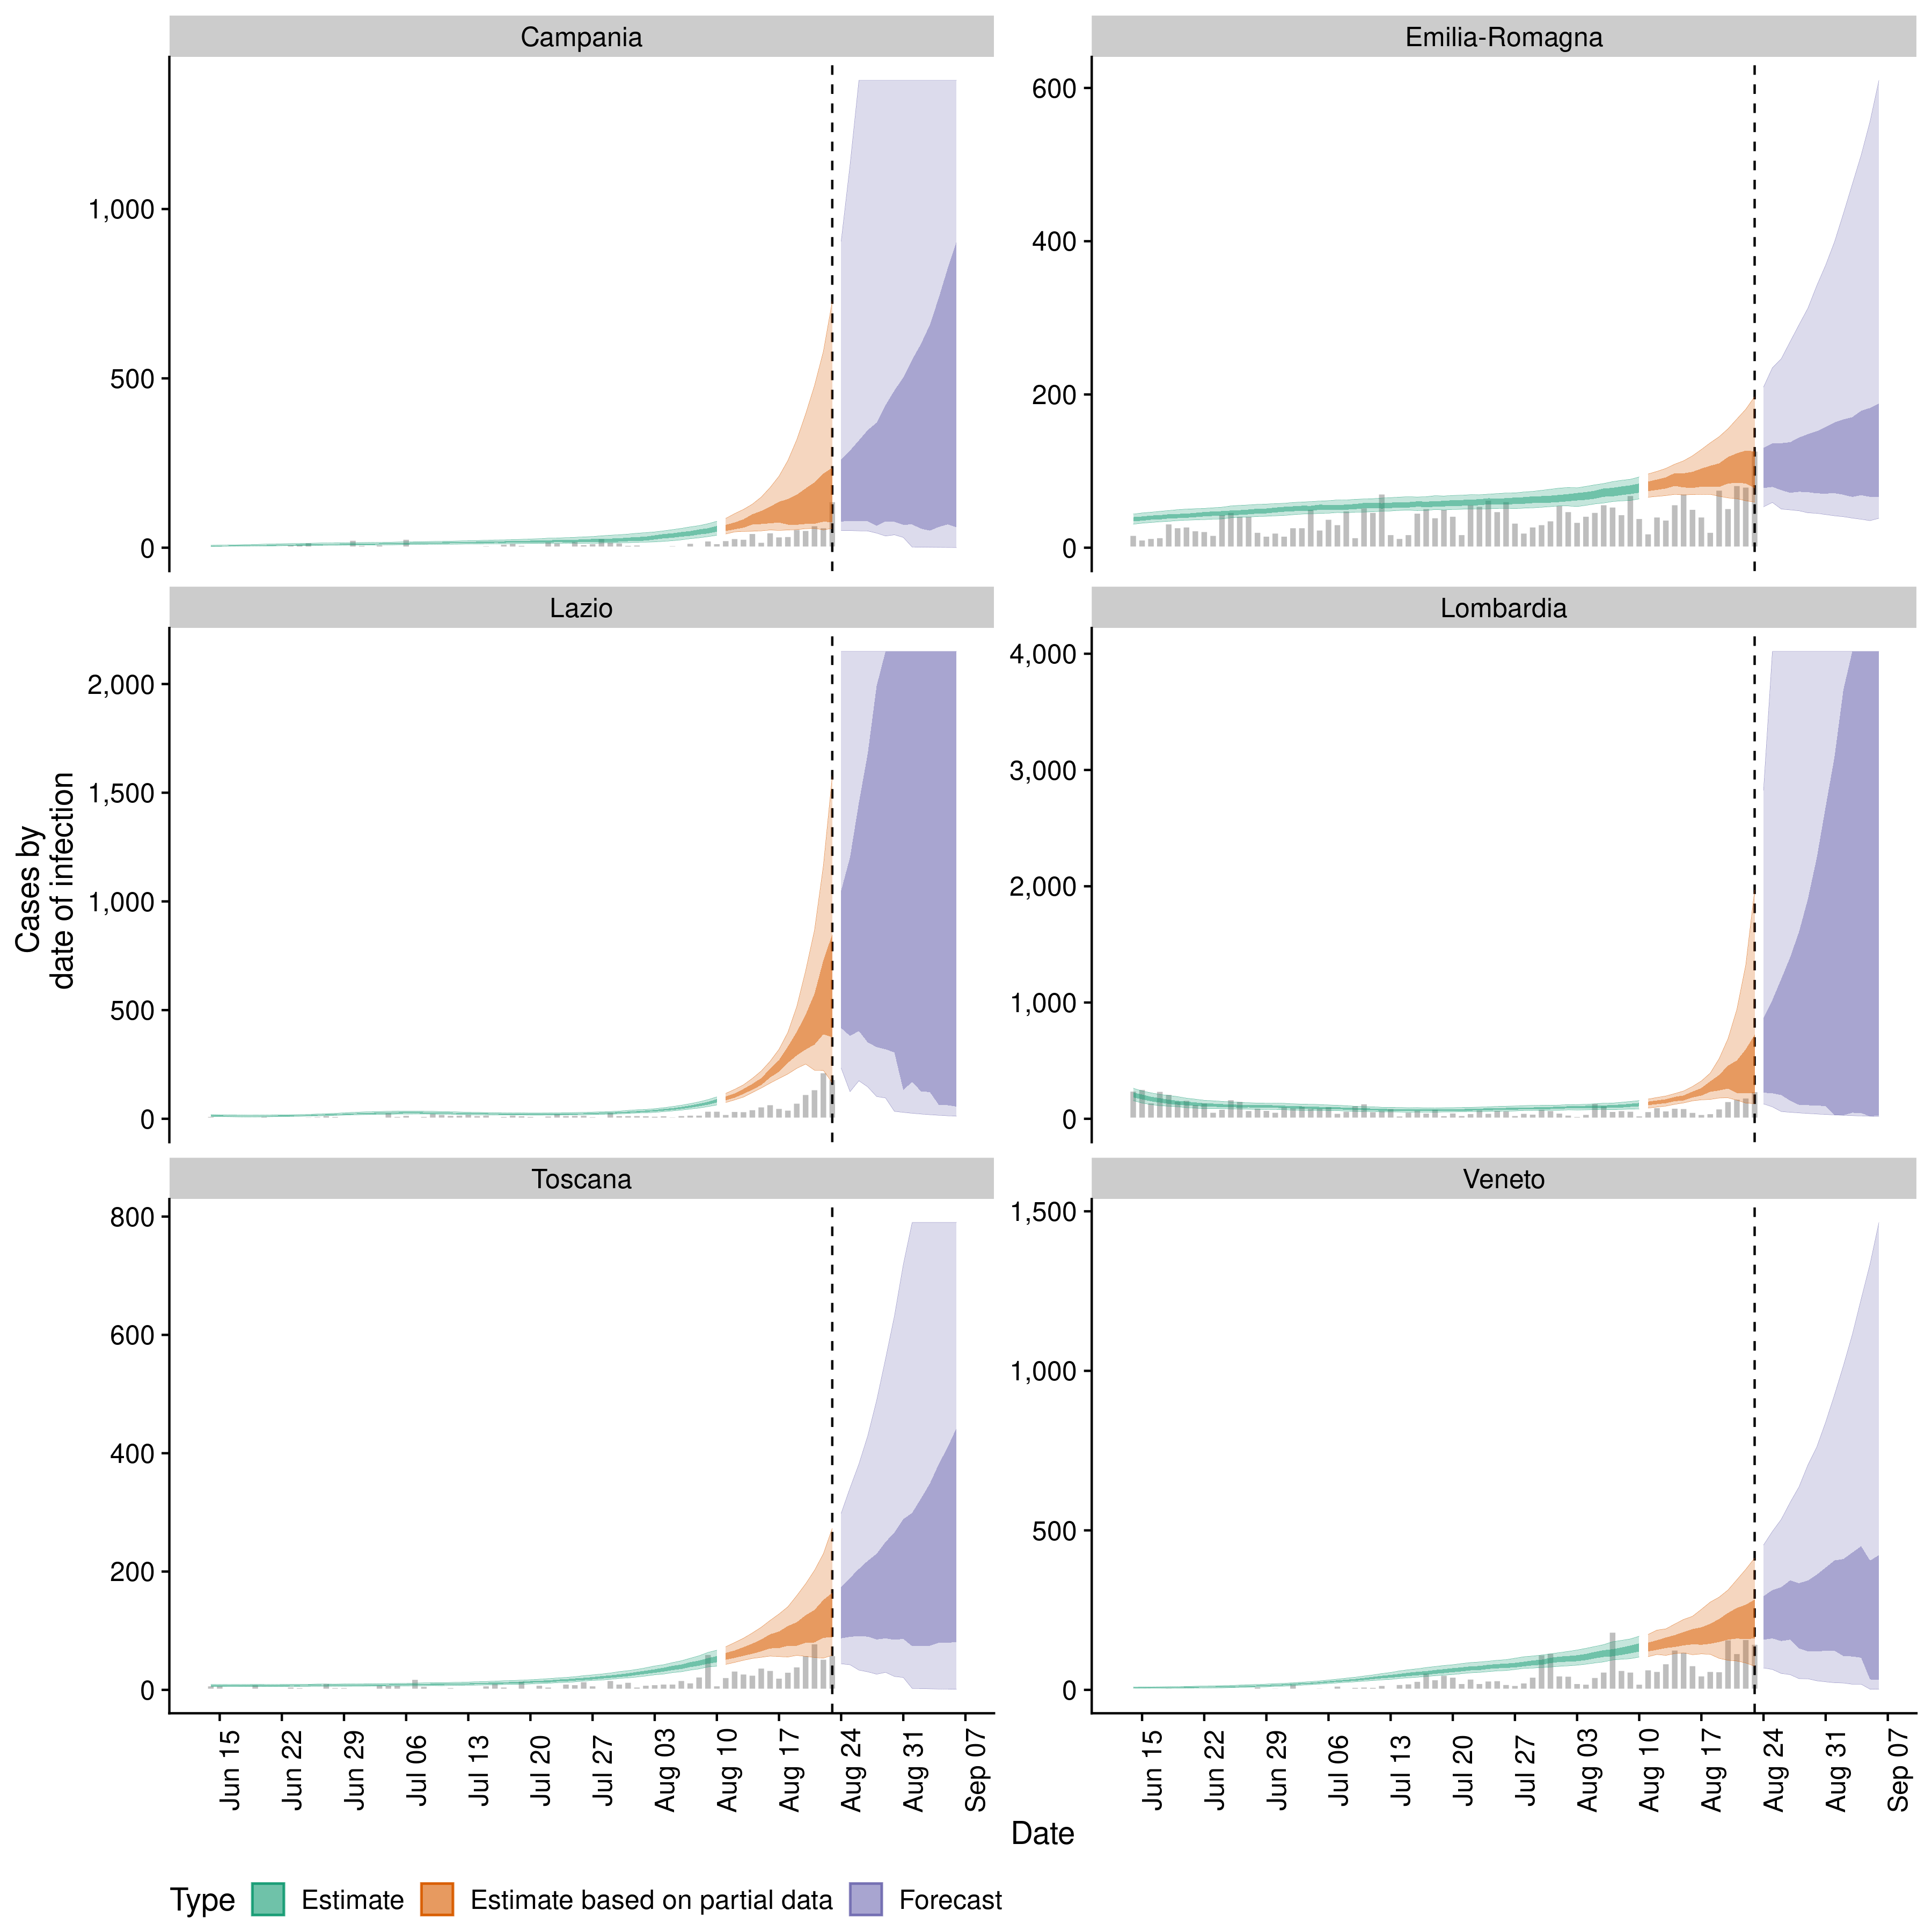 Campania
Emilia-Romagna
1,000
500
0
600
400
200
0
Lazio
Lombardia
2,000
1,500
1,000
500
0
4,000
3,000
2,000
1,000
0
Cases by
date of infection
Toscana
Veneto
800
600
400
200
0
1,500
1,000
500
0
Jun 15
Jun 22
Jun 29
Jul 06
Jul 13
Jul 20
Jul 27
Aug 03
Aug 10
Aug 17
Aug 24
Aug 31
Sep 07
Jun 15
Jun 22
Jun 29
Jul 06
Jul 13
Jul 20
Jul 27
Aug 03
Aug 10
Aug 17
Aug 24
Aug 31
Sep 07
Date
Type Estimate Estimate based on partial data Forecast